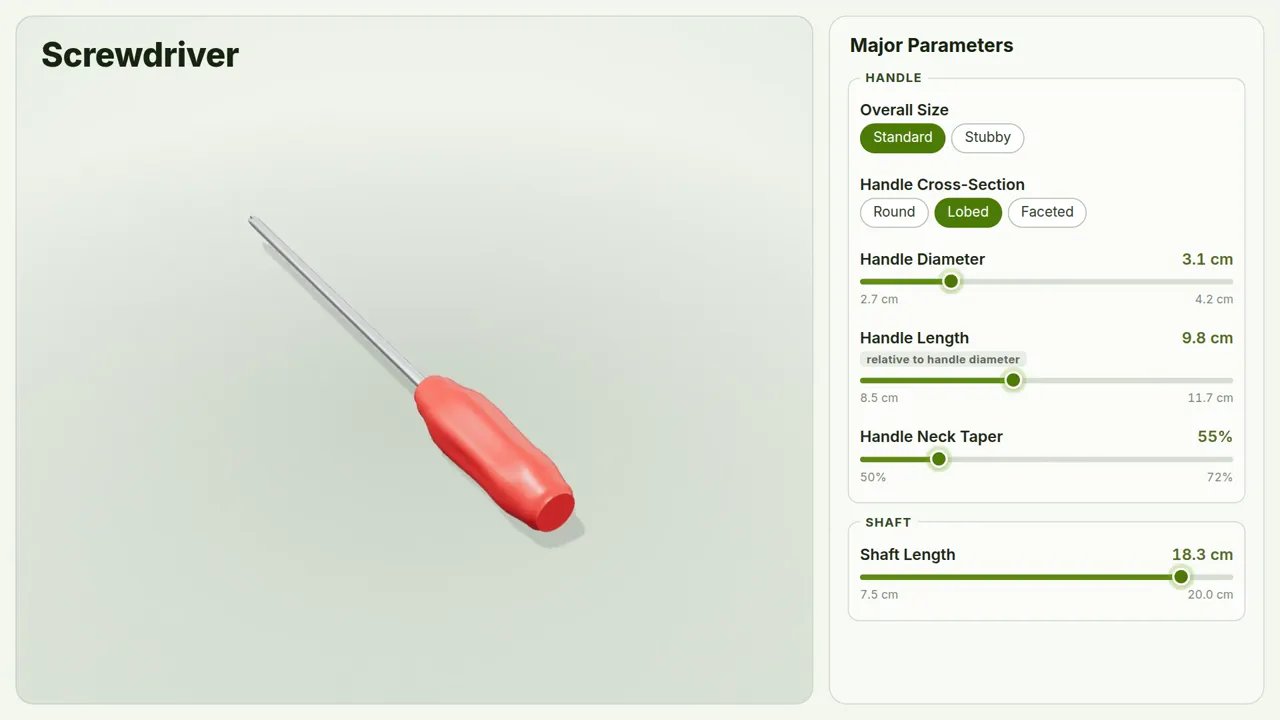 Screwdriver
Major Parameters
HANDLE
Overall Size
Standard Stubby
Handle Cross-Section
Round Lobed Faceted
Handle Diameter 3.1 cm
2.7 cm 4.2 cm
Handle Length 9.8 cm
relative to handle diameter
8.5 cm 11.7 cm
Handle Neck Taper 55%
50% 72%
SHAFT
Shaft Length 18.3 cm
7.5 cm 20.0 cm